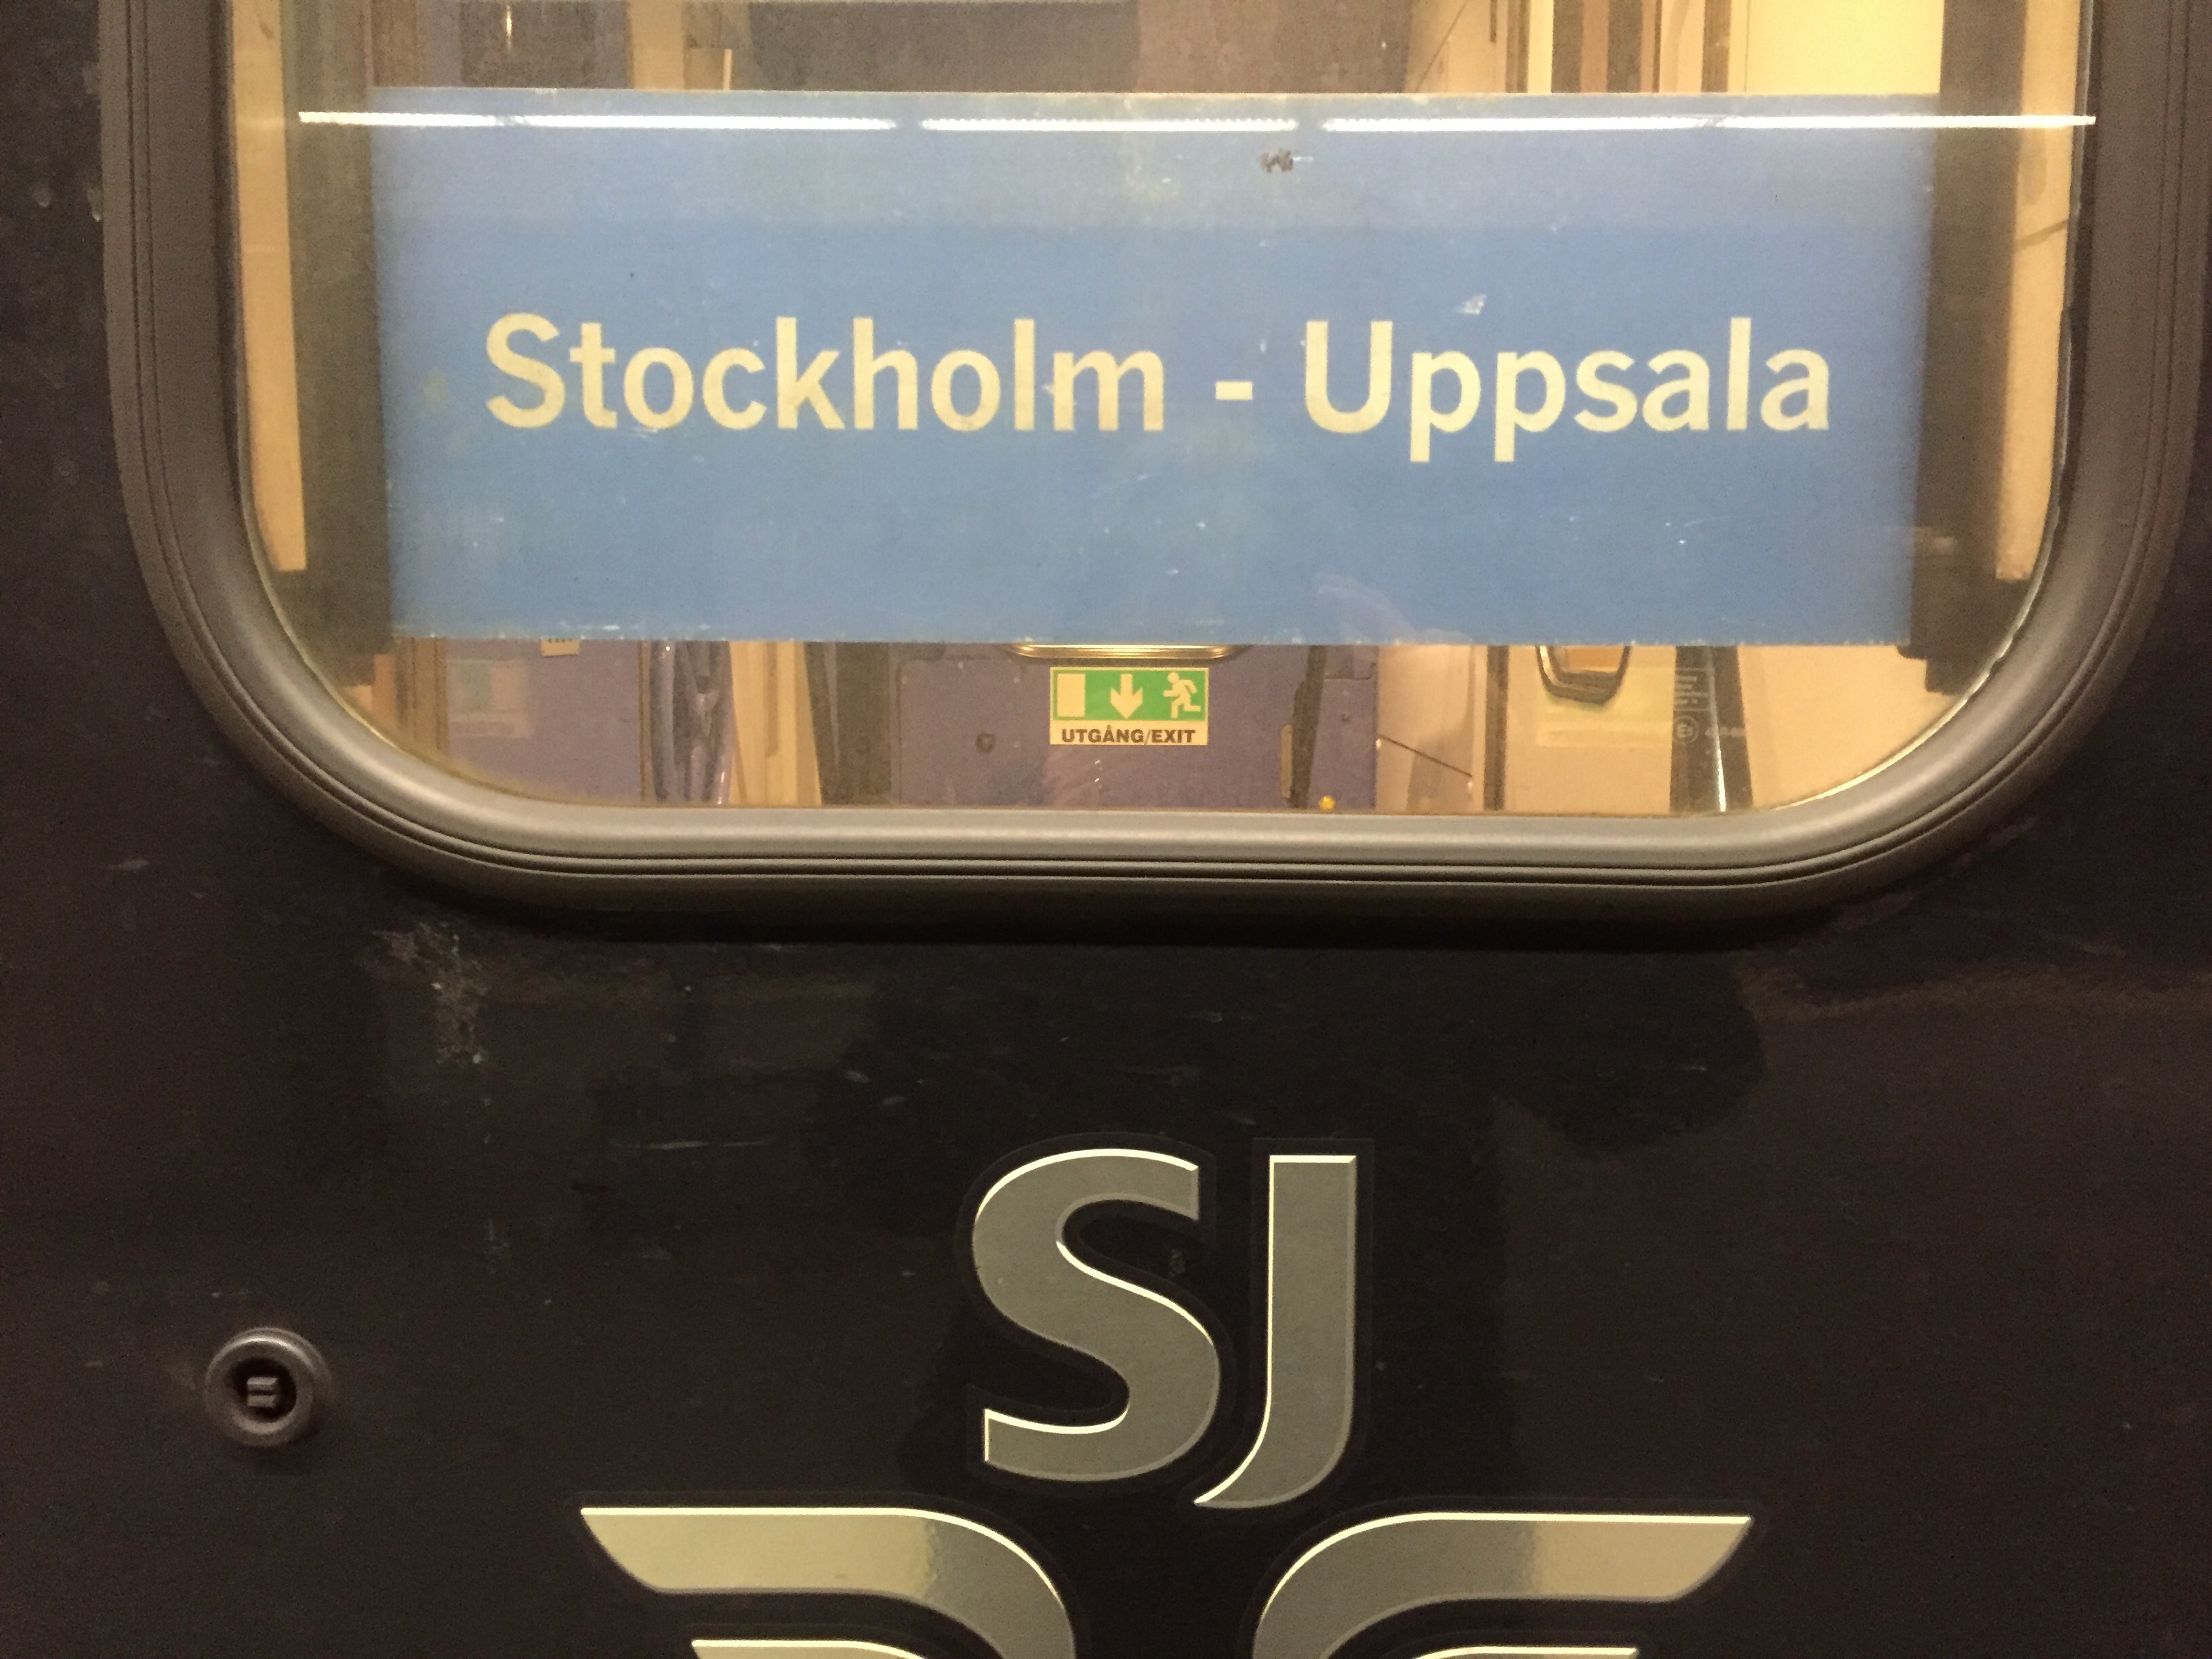 Stockholm - Uppsala
UTGÅNG/EXIT
SJ